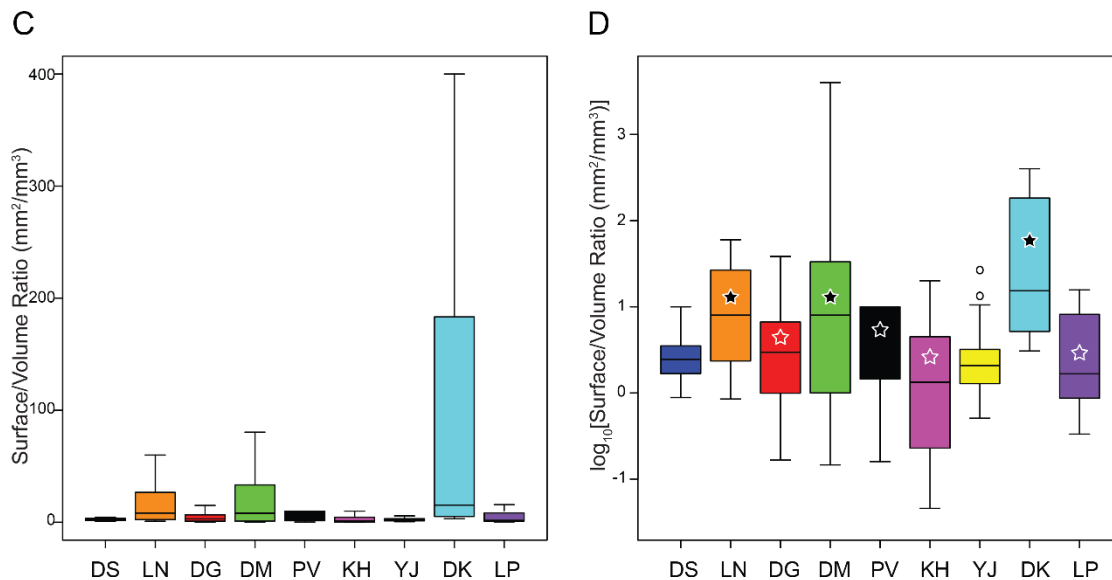 C
Surface/Volume Ratio (mm²/mm³)
400
300
200
100
0
DS LN DG DM PV KH YJ DK LP
D
log₁₀[Surface/Volume Ratio (mm²/mm³)]
3
2
1
0
-1
DS LN DG DM PV KH YJ DK LP